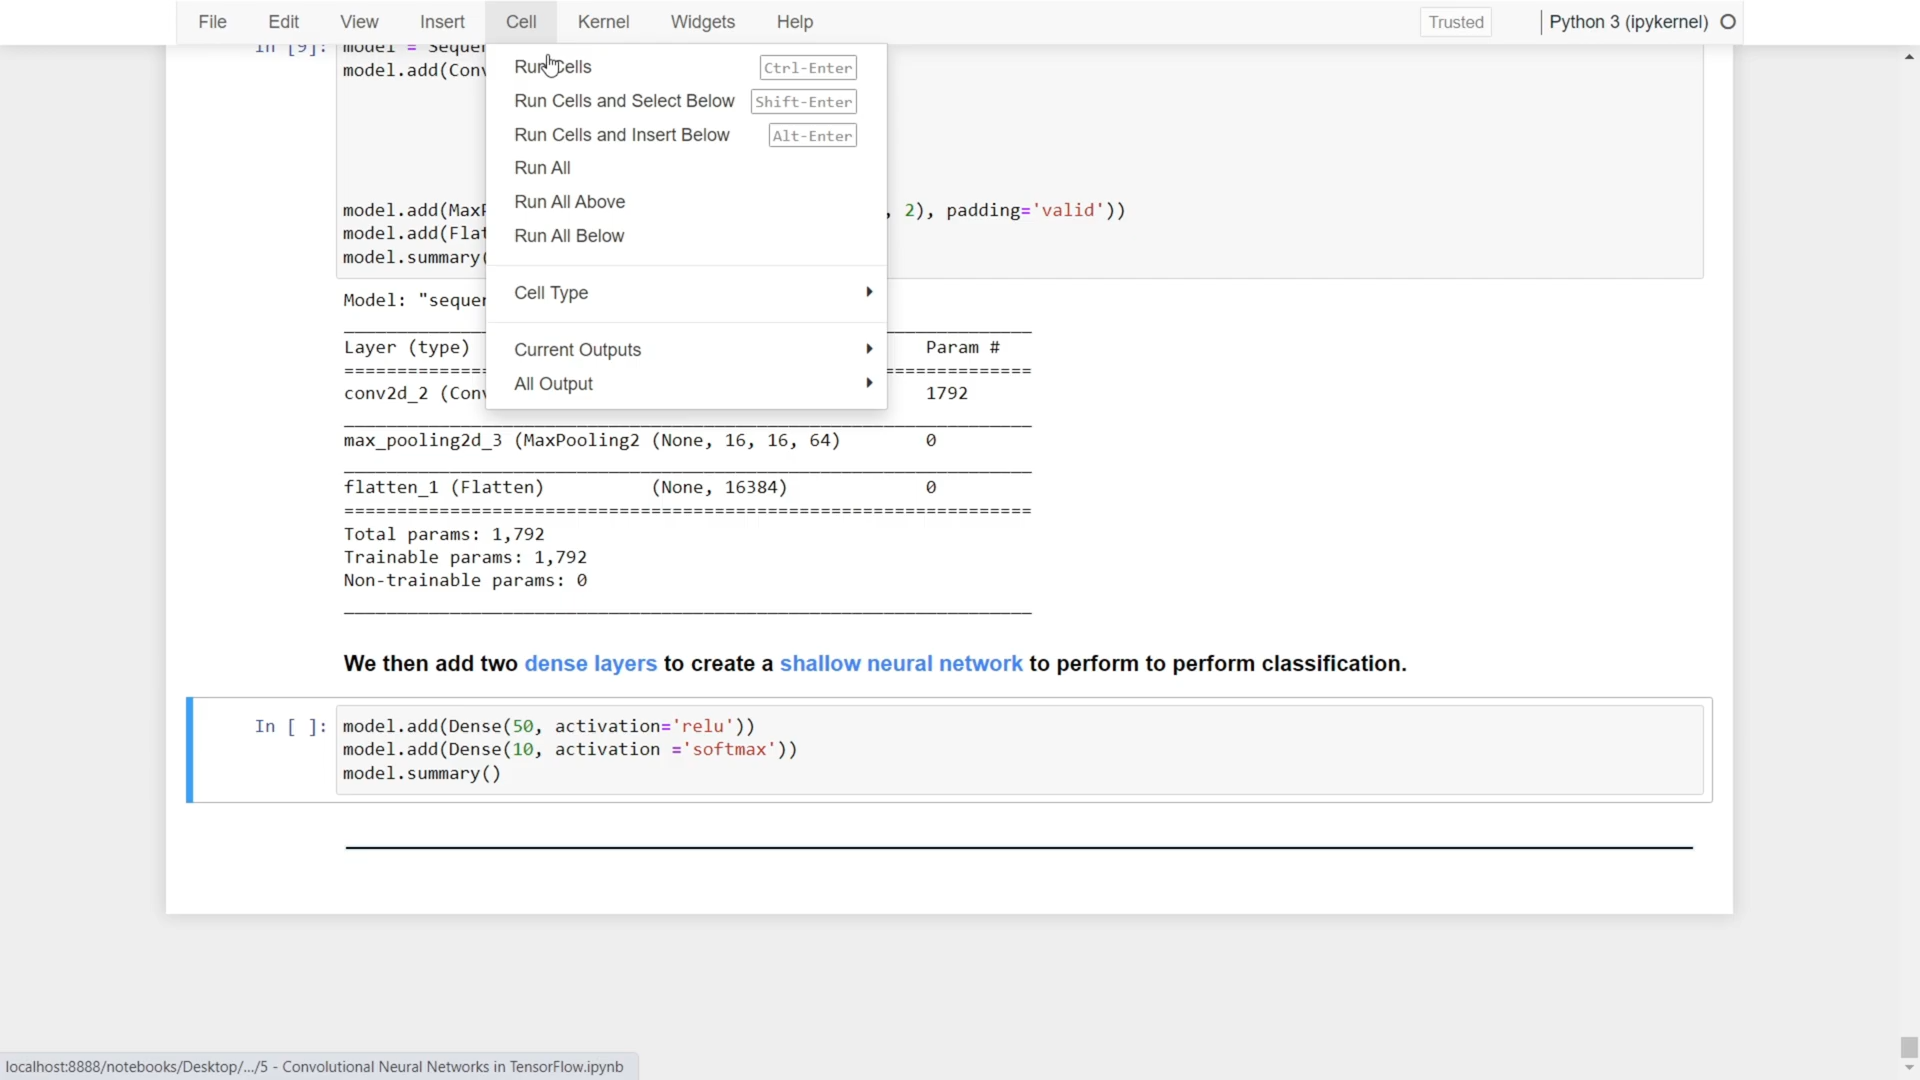 File Edit View Insert Cell Kernel Widgets Help Trusted Python 3 (ipykernel)
In [9]: model = Sequen
model.add(Conv
Run Cells Ctrl-Enter
Run Cells and Select Below Shift-Enter
Run Cells and Insert Below Alt-Enter
Run All
Run All Above
Run All Below
Cell Type
Current Outputs
All Output
model.add(MaxP , 2), padding='valid'))
model.add(Flat
model.summary(
Model: "sequen
Layer (type) Param #
conv2d_2 (Conv 1792
max_pooling2d_3 (MaxPooling2 (None, 16, 16, 64) 0
flatten_1 (Flatten) (None, 16384) 0
Total params: 1,792
Trainable params: 1,792
Non-trainable params: 0
We then add two dense layers to create a shallow neural network to perform to perform classification.
In [ ]: model.add(Dense(50, activation='relu'))
model.add(Dense(10, activation ='softmax'))
model.summary()
localhost:8888/notebooks/Desktop/.../5 - Convolutional Neural Networks in TensorFlow.ipynb